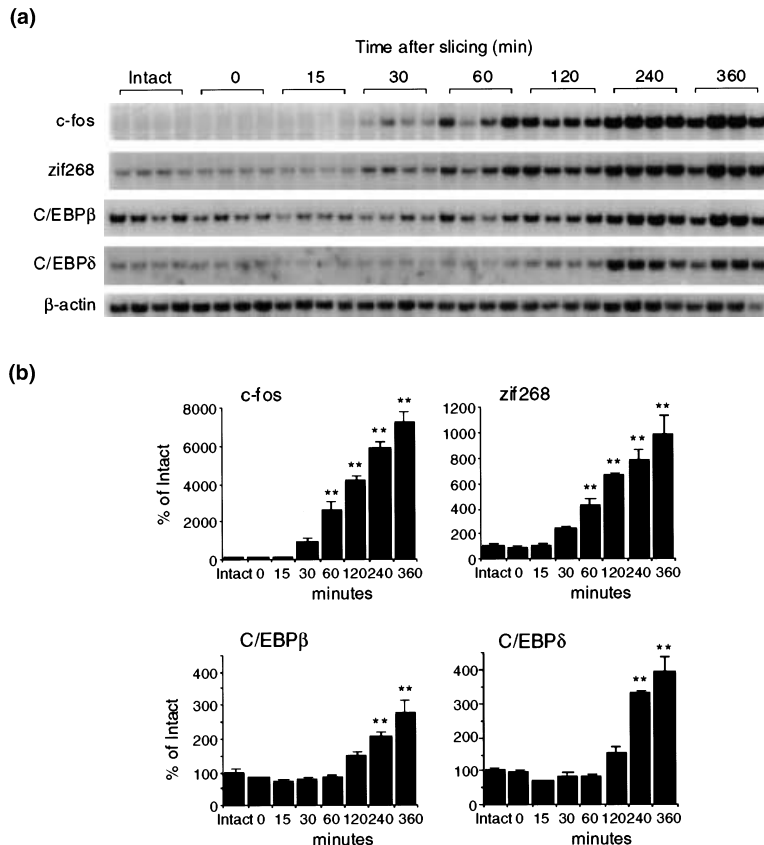 (a)
Time after slicing (min)
Intact 0 15 30 60 120 240 360
c-fos
zif268
C/EBPβ
C/EBPδ
β-actin
(b)
c-fos
% of Intact
8000
6000
4000
2000
0
**
**
**
**
Intact 0 15 30 60 120 240 360
minutes
zif268
1200
1000
800
600
400
200
0
**
**
**
**
Intact 0 15 30 60 120 240 360
minutes
C/EBPβ
% of Intact
400
300
200
100
0
**
**
Intact 0 15 30 60 120 240 360
minutes
C/EBPδ
400
300
200
100
0
**
**
Intact 0 15 30 60 120 240 360
minutes